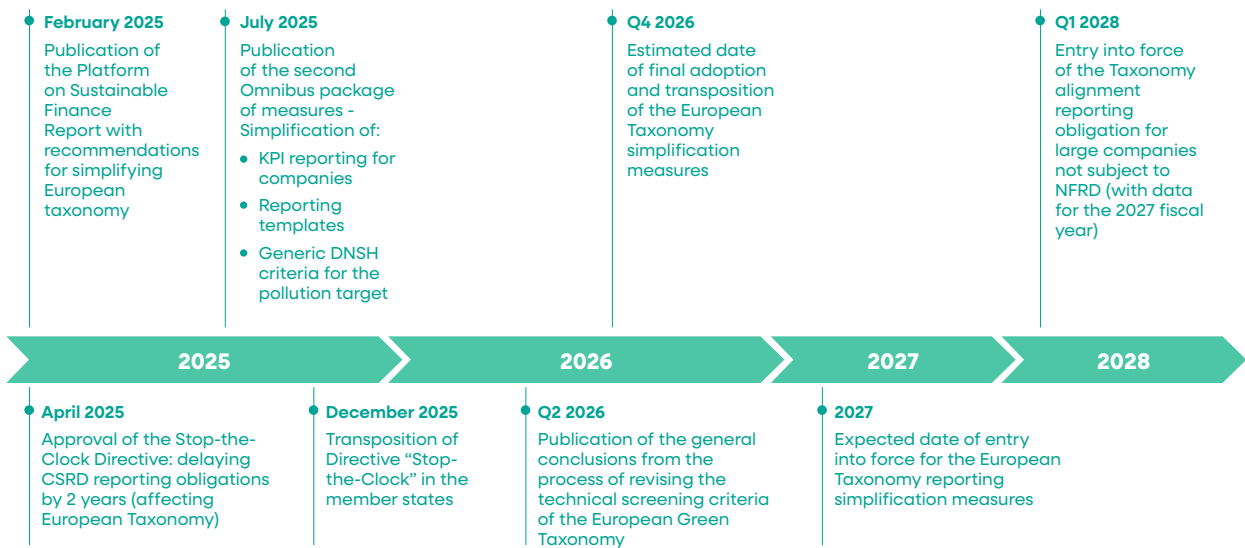 February 2025
Publication of
the Platform
on Sustainable
Finance
Report with
recommendations
for simplifying
European
taxonomy
July 2025
Publication
of the second
Omnibus package
of measures -
Simplification of:
• KPI reporting for
companies
• Reporting
templates
• Generic DNSH
criteria for the
pollution target
Q4 2026
Estimated date
of final adoption
and transposition
of the European
Taxonomy
simplification
measures
Q1 2028
Entry into force
of the Taxonomy
alignment
reporting
obligation for
large companies
not subject to
NFRD (with data
for the 2027 fiscal
year)
2025
2026
2027
2028
April 2025
Approval of the Stop-the-
Clock Directive: delaying
CSRD reporting obligations
by 2 years (affecting
European Taxonomy)
December 2025
Transposition of
Directive “Stop-
the-Clock” in the
member states
Q2 2026
Publication of the general
conclusions from the
process of revising the
technical screening criteria
of the European Green
Taxonomy
2027
Expected date of entry
into force for the European
Taxonomy reporting
simplification measures